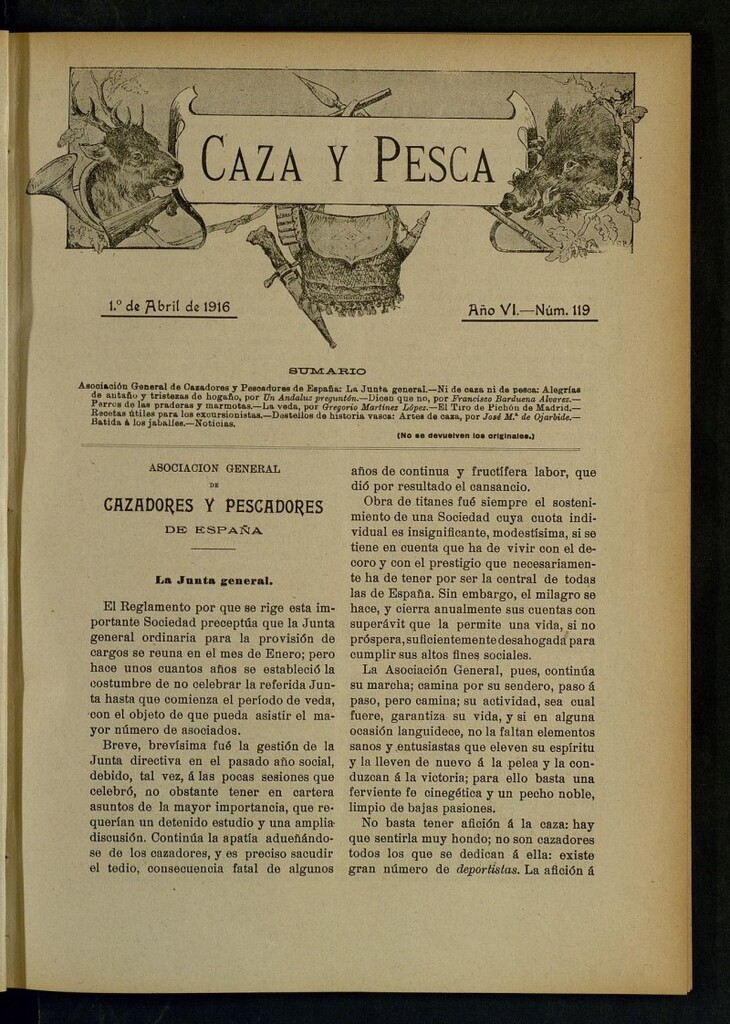 CAZA Y PESCA
1.º de Abril de 1916
Año VI.—Núm. 119
SUMARIO
Asociación General de Cazadores y Pescadores de España: La Junta general.—Ni de caza ni de pesca: Alegrías
de antaño y tristezas de hogaño, por Un Andaluz preguntón.—Dicen que no, por Francisco Barduena Alvarez.—
Perros de las praderas y marmotas.—La veda, por Gregorio Martínez López.—El Tiro de Pichón de Madrid.—
Recetas útiles para los excursionistas.—Destellos de historia vasca: Artes de caza, por José M.ª de Ojarbide.—
Batida á los jabalíes.—Noticias.
(No se devuelven los originales.)
ASOCIACION GENERAL
DE
CAZADORES Y PESCADORES
DE ESPAÑA
La Junta general.
El Reglamento por que se rige esta im-
portante Sociedad preceptúa que la Junta
general ordinaria para la provisión de
cargos se reuna en el mes de Enero; pero
hace unos cuantos años se estableció la
costumbre de no celebrar la referida Jun-
ta hasta que comienza el período de veda,
con el objeto de que pueda asistir el ma-
yor número de asociados.
Breve, brevísima fué la gestión de la
Junta directiva en el pasado año social,
debido, tal vez, á las pocas sesiones que
celebró, no obstante tener en cartera
asuntos de la mayor importancia, que re-
querían un detenido estudio y una amplia
discusión. Continúa la apatía adueñándo-
se de los cazadores, y es preciso sacudir
el tedio, consecuencia fatal de algunos
años de continua y fructífera labor, que
dió por resultado el cansancio.
Obra de titanes fué siempre el sosteni-
miento de una Sociedad cuya cuota indi-
vidual es insignificante, modestísima, si se
tiene en cuenta que ha de vivir con el de-
coro y con el prestigio que necesariamen-
te ha de tener por ser la central de todas
las de España. Sin embargo, el milagro se
hace, y cierra anualmente sus cuentas con
superávit que la permite una vida, si no
próspera, suficientemente desahogada para
cumplir sus altos fines sociales.
La Asociación General, pues, continúa
su marcha; camina por su sendero, paso á
paso, pero camina; su actividad, sea cual
fuere, garantiza su vida, y si en alguna
ocasión languidece, no la faltan elementos
sanos y entusiastas que eleven su espíritu
y la lleven de nuevo á la pelea y la con-
duzcan á la victoria; para ello basta una
ferviente fe cinegética y un pecho noble,
limpio de bajas pasiones.
No basta tener afición á la caza: hay
que sentirla muy hondo; no son cazadores
todos los que se dedican á ella: existe
gran número de deportistas. La afición á